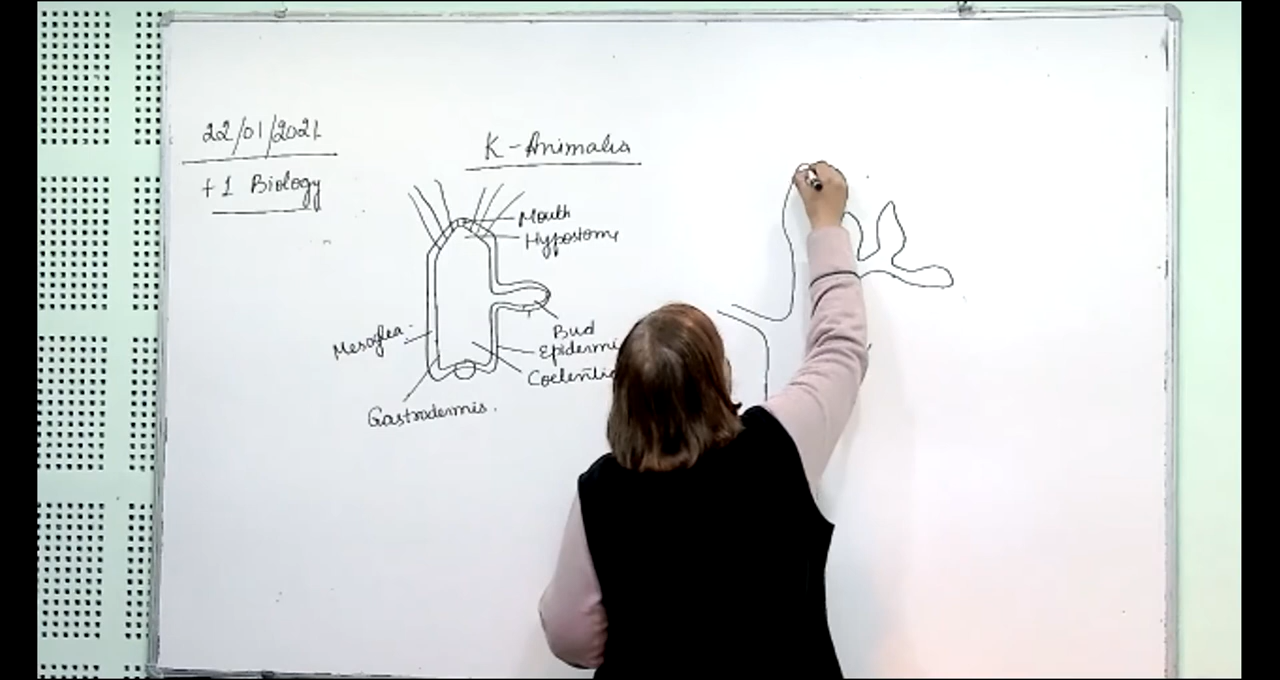 22/01/2021
+1 Biology
K-Animalia
Mouth
Hypostome
Mesoglea.
Bud
Gastrodermis.